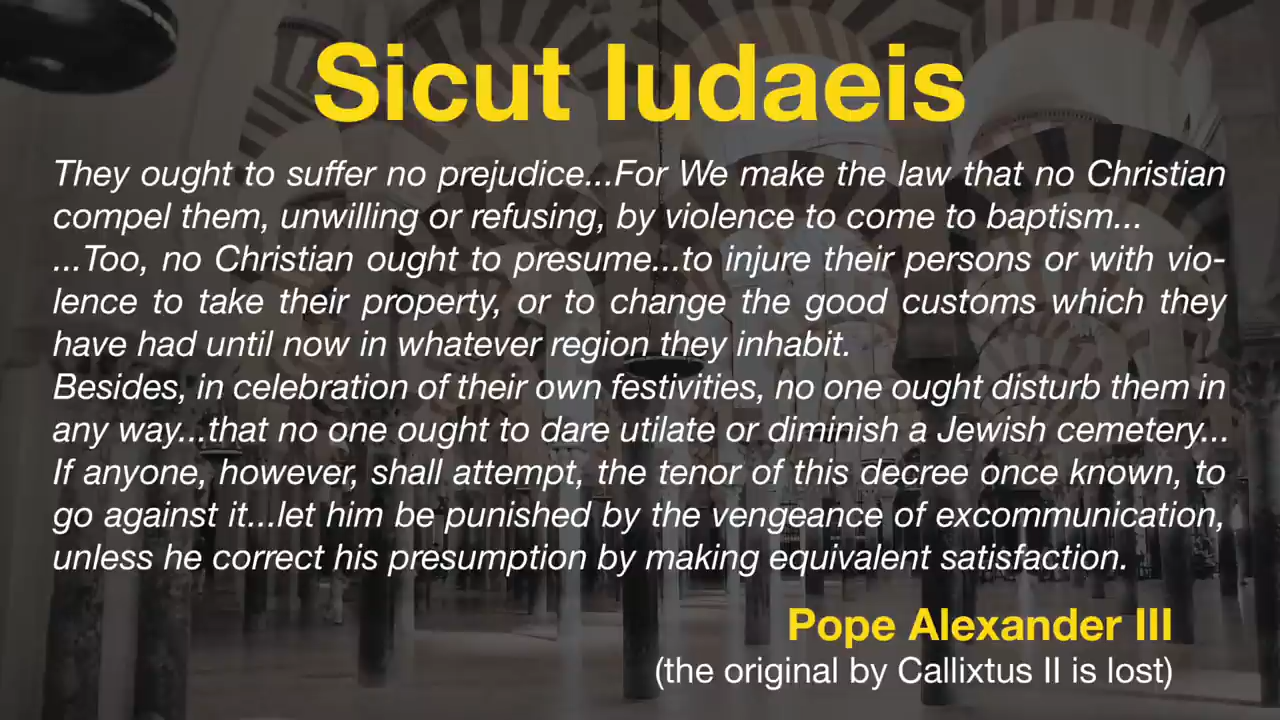 Sicut Iudaeis
They ought to suffer no prejudice...For We make the law that no Christian
compel them, unwilling or refusing, by violence to come to baptism...
...Too, no Christian ought to presume...to injure their persons or with vio-
lence to take their property, or to change the good customs which they
have had until now in whatever region they inhabit.
Besides, in celebration of their own festivities, no one ought disturb them in
any way...that no one ought to dare utilate or diminish a Jewish cemetery...
If anyone, however, shall attempt, the tenor of this decree once known, to
go against it...let him be punished by the vengeance of excommunication,
unless he correct his presumption by making equivalent satisfaction.
Pope Alexander III
(the original by Callixtus II is lost)